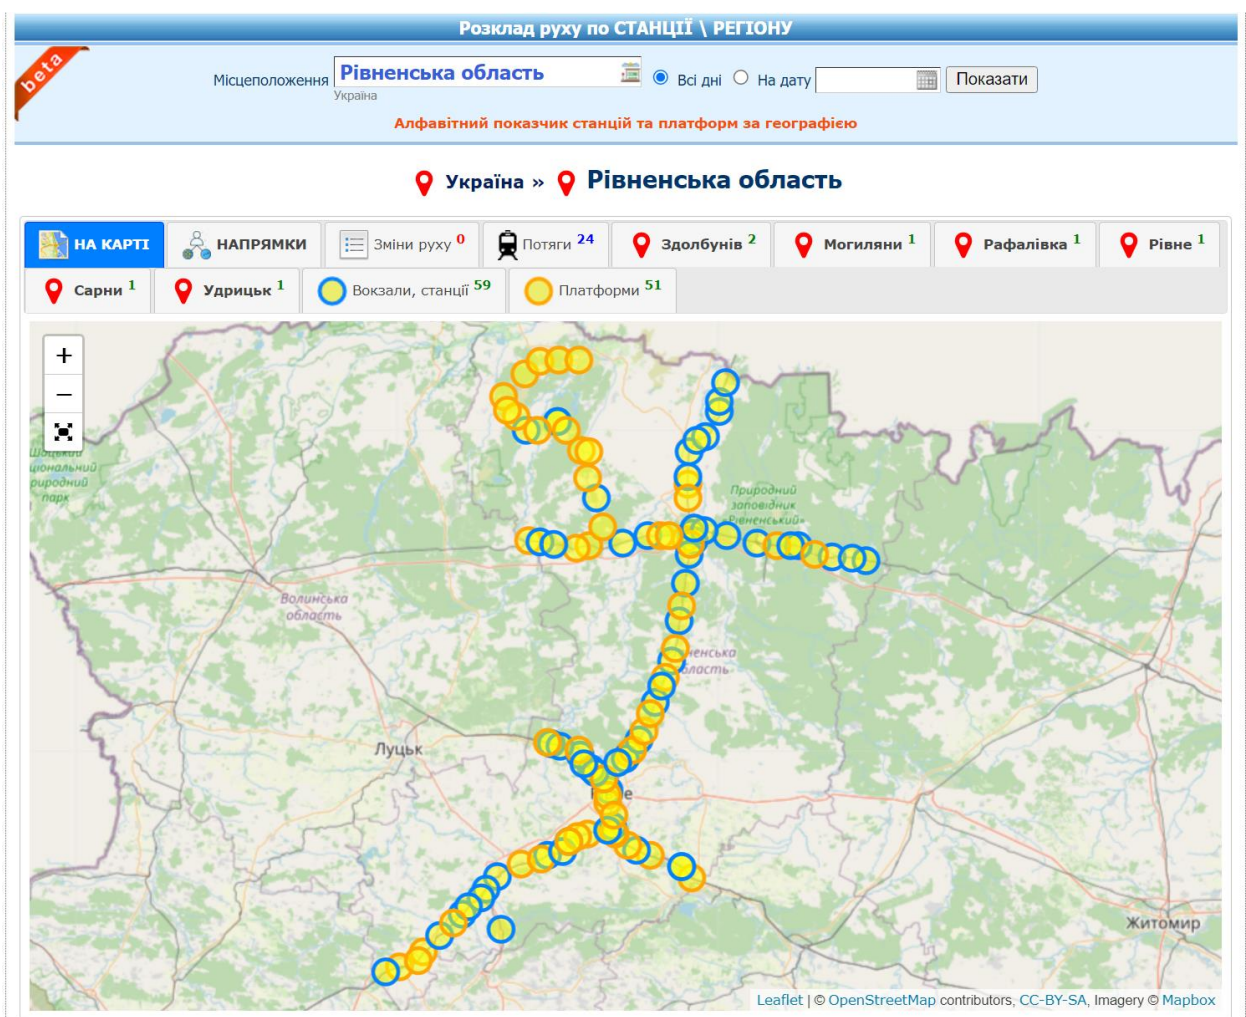 Розклад руху по СТАНЦІЇ \ РЕГІОНУ
beta
Місцеположення Рівненська область Всі дні На дату Показати
Україна
Алфавітний показчик станцій та платформ за географією
Україна » Рівненська область
НА КАРТІ НАПРЯМКИ Зміни руху 0 Потяги 24 Здолбунів 2 Могиляни 1 Рафалівка 1 Рівне 1
Сарни 1 Удрицьк 1 Вокзали, станції 59 Платформи 51
+
−
парк
Природний
заповідник
Волинська
область
Луцьк
Житомир
Leaflet | © OpenStreetMap contributors, CC-BY-SA, Imagery © Mapbox